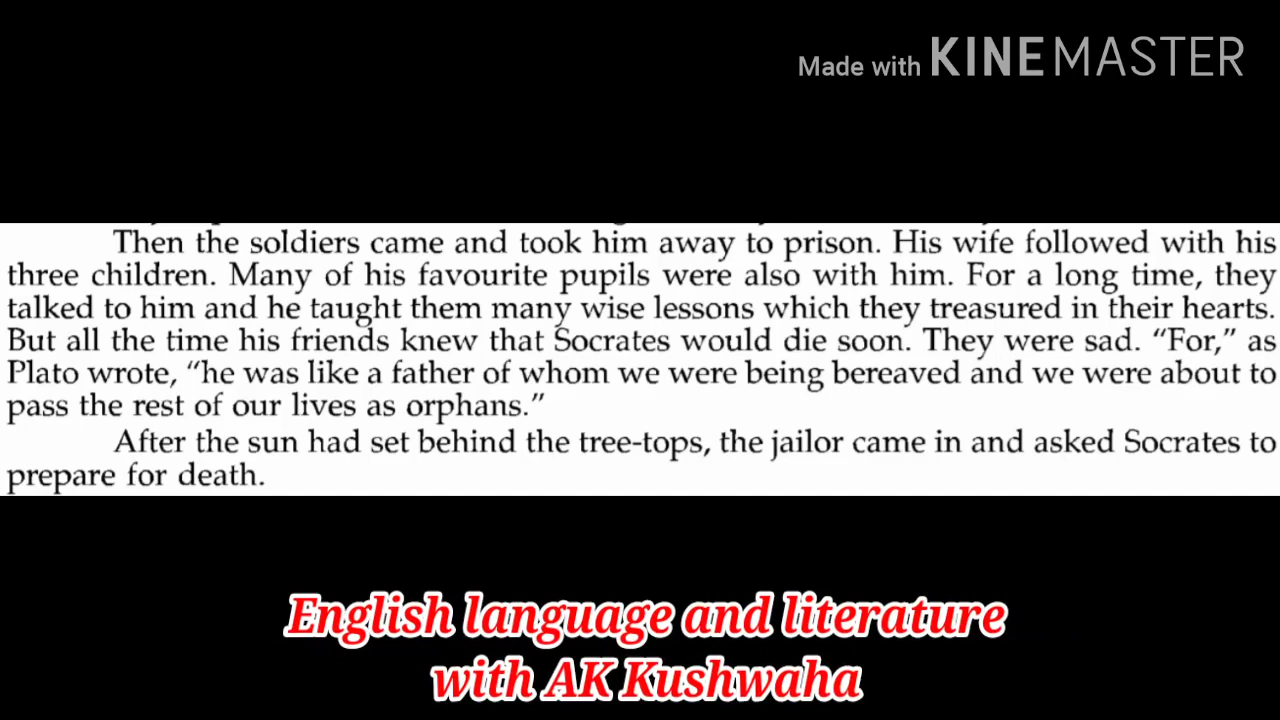 Made with KINEMASTER
Then the soldiers came and took him away to prison. His wife followed with his
three children. Many of his favourite pupils were also with him. For a long time, they
talked to him and he taught them many wise lessons which they treasured in their hearts.
But all the time his friends knew that Socrates would die soon. They were sad. “For,” as
Plato wrote, “he was like a father of whom we were being bereaved and we were about to
pass the rest of our lives as orphans.”
After the sun had set behind the tree-tops, the jailor came in and asked Socrates to
prepare for death.
English language and literature
with AK Kushwaha